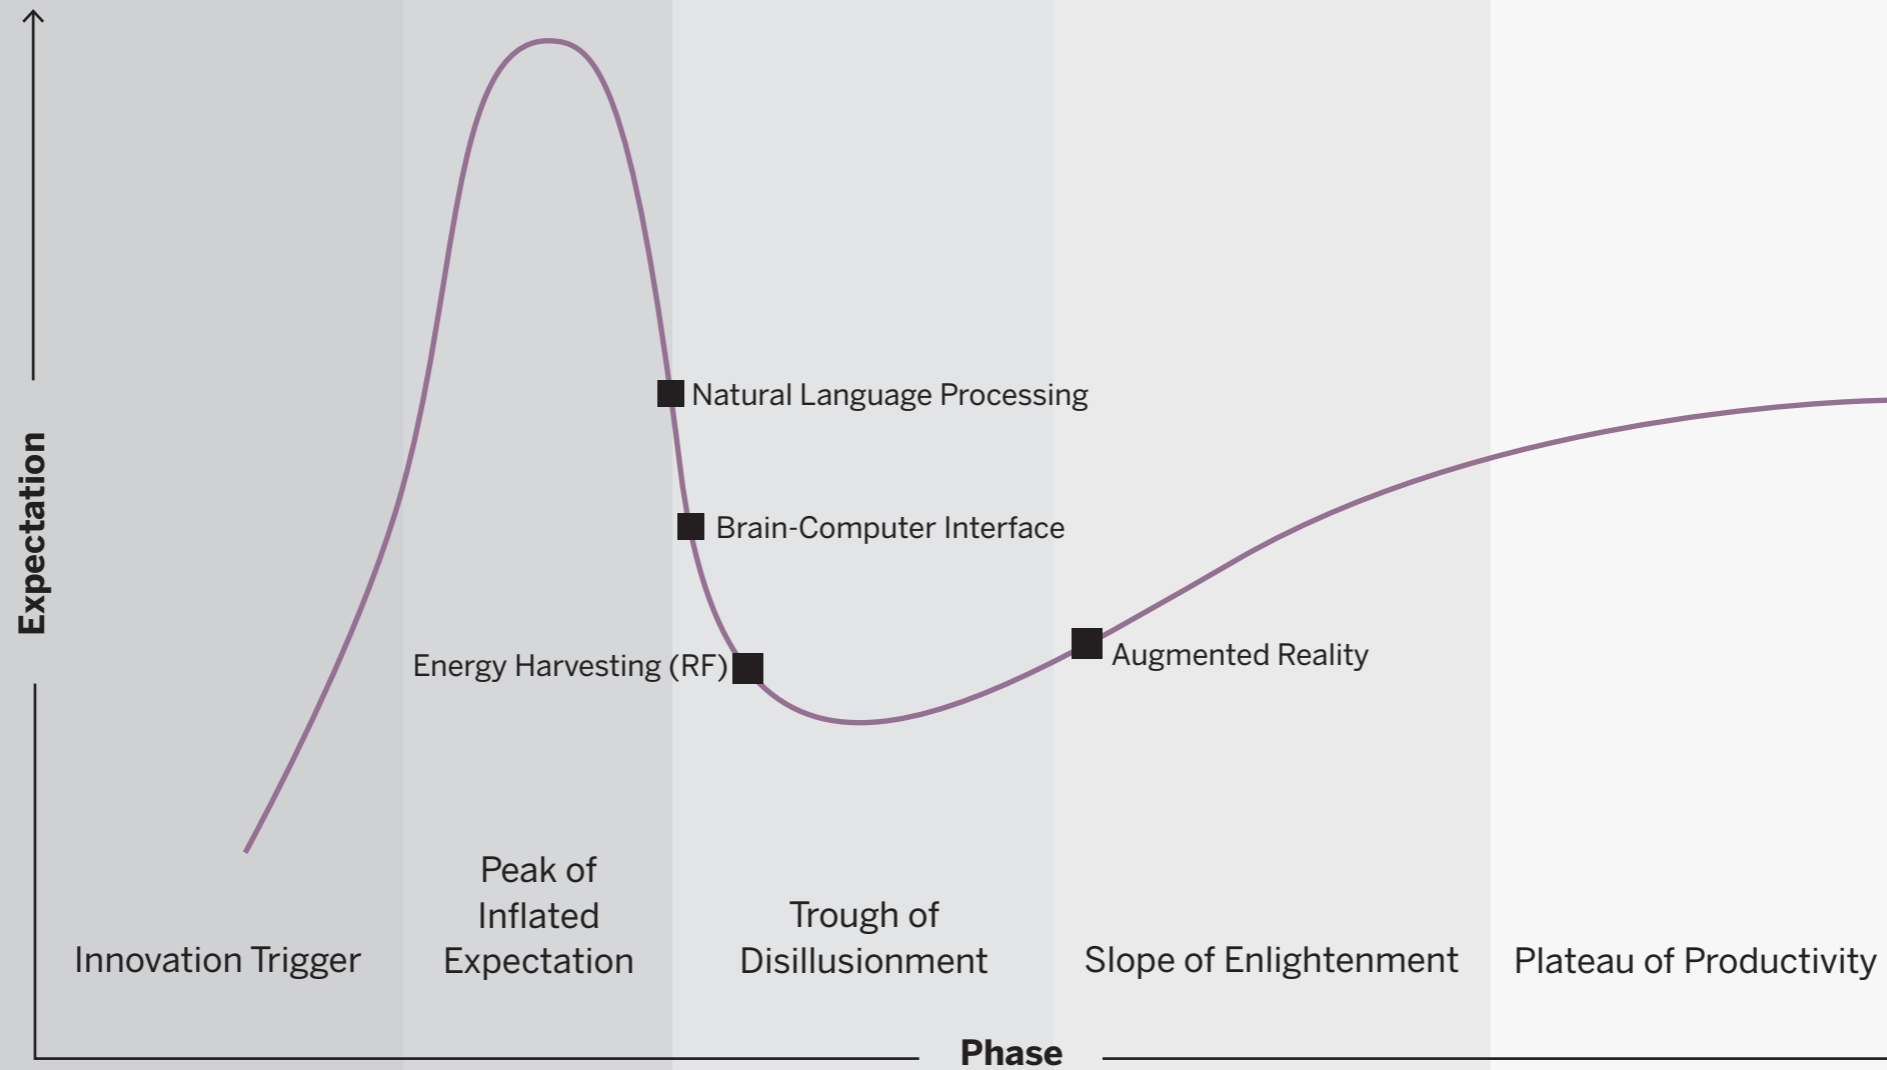 Expectation
Natural Language Processing
Brain-Computer Interface
Energy Harvesting (RF)
Augmented Reality
Innovation Trigger
Peak of
Inflated
Expectation
Trough of
Disillusionment
Slope of Enlightenment
Plateau of Productivity
Phase